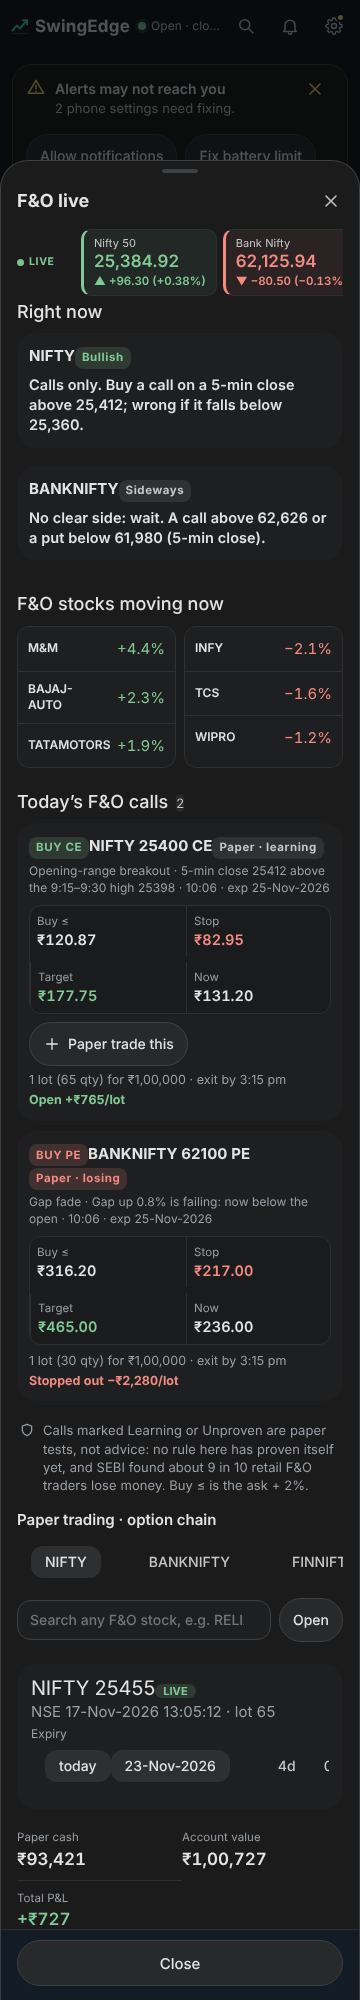 SwingEdge
Open · clo...
Alerts may not reach you
2 phone settings need fixing.
Allow notifications
Fix battery limit
F&O live
LIVE
Nifty 50
25,384.92
▲ +96.30 (+0.38%)
Bank Nifty
62,125.94
▼ −80.50 (−0.13%
Right now
NIFTY Bullish
Calls only. Buy a call on a 5-min close
above 25,412; wrong if it falls below
25,360.
BANKNIFTY Sideways
No clear side: wait. A call above 62,626 or
a put below 61,980 (5-min close).
F&O stocks moving now
M&M +4.4%
BAJAJ-
AUTO +2.3%
TATAMOTORS +1.9%
INFY −2.1%
TCS −1.6%
WIPRO −1.2%
Today's F&O calls 2
BUY CE NIFTY 25400 CE Paper · learning
Opening-range breakout · 5-min close 25412 above
the 9:15–9:30 high 25398 · 10:06 · exp 25-Nov-2026
Buy ≤ Stop
₹120.87 ₹82.95
Target Now
₹177.75 ₹131.20
+ Paper trade this
1 lot (65 qty) for ₹1,00,000 · exit by 3:15 pm
Open +₹765/lot
BUY PE BANKNIFTY 62100 PE
Paper · losing
Gap fade · Gap up 0.8% is failing: now below the
open · 10:06 · exp 25-Nov-2026
Buy ≤ Stop
₹316.20 ₹217.00
Target Now
₹465.00 ₹236.00
1 lot (30 qty) for ₹1,00,000 · exit by 3:15 pm
Stopped out −₹2,280/lot
Calls marked Learning or Unproven are paper
tests, not advice: no rule here has proven itself
yet, and SEBI found about 9 in 10 retail F&O
traders lose money. Buy ≤ is the ask + 2%.
Paper trading · option chain
NIFTY BANKNIFTY FINNIFT
Search any F&O stock, e.g. RELI
Open
NIFTY 25455 LIVE
NSE 17-Nov-2026 13:05:12 · lot 65
Expiry
today 23-Nov-2026 4d
Paper cash Account value
₹93,421 ₹1,00,727
Total P&L
+₹727
Close